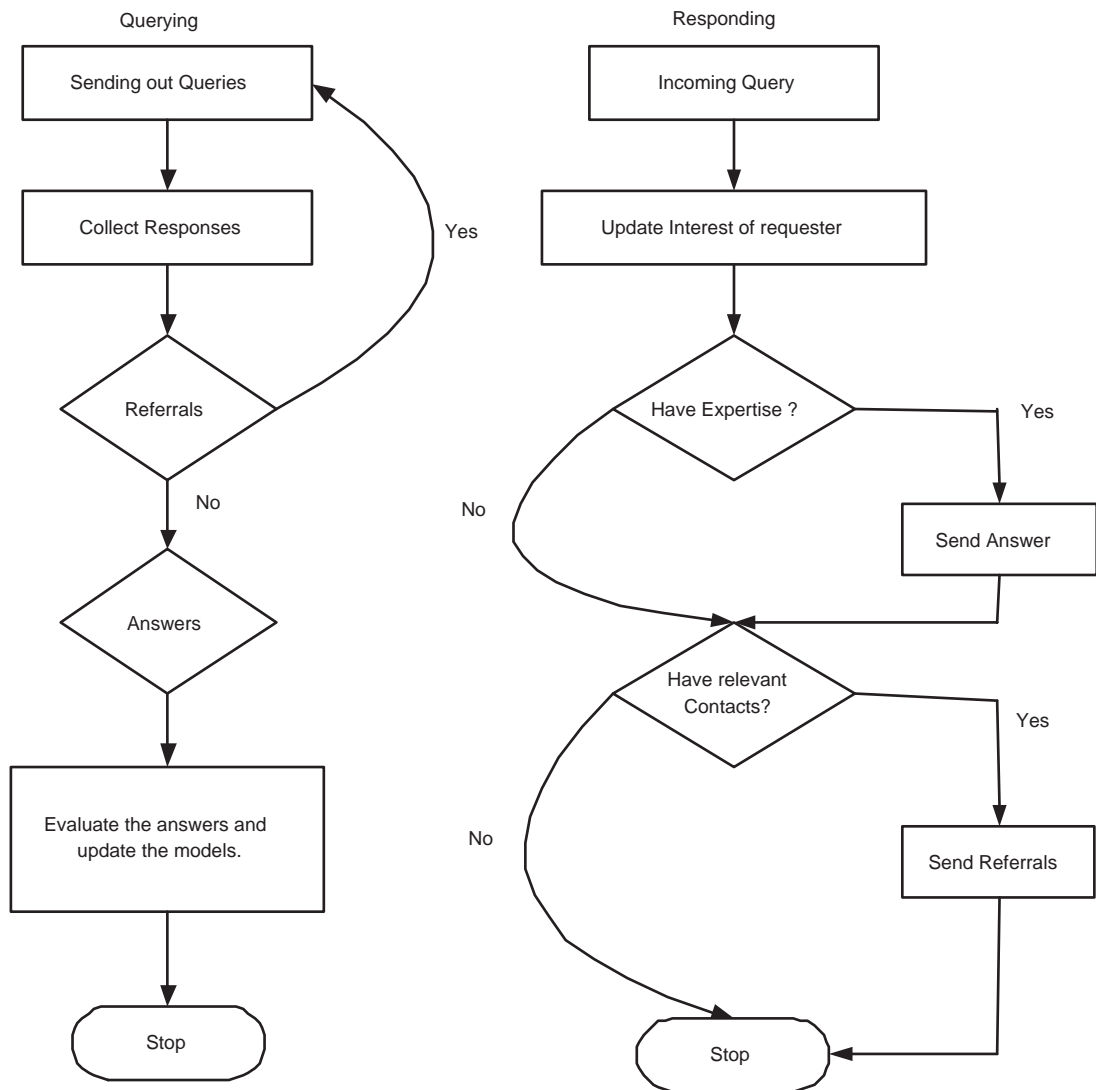 Querying
Sending out Queries
Collect Responses
Yes
Referrals
No
Answers
Evaluate the answers and
update the models.
Stop
Responding
Incoming Query
Update Interest of requester
Have Expertise ?
Yes
No
Send Answer
Have relevant
Contacts?
Yes
No
Send Referrals
Stop